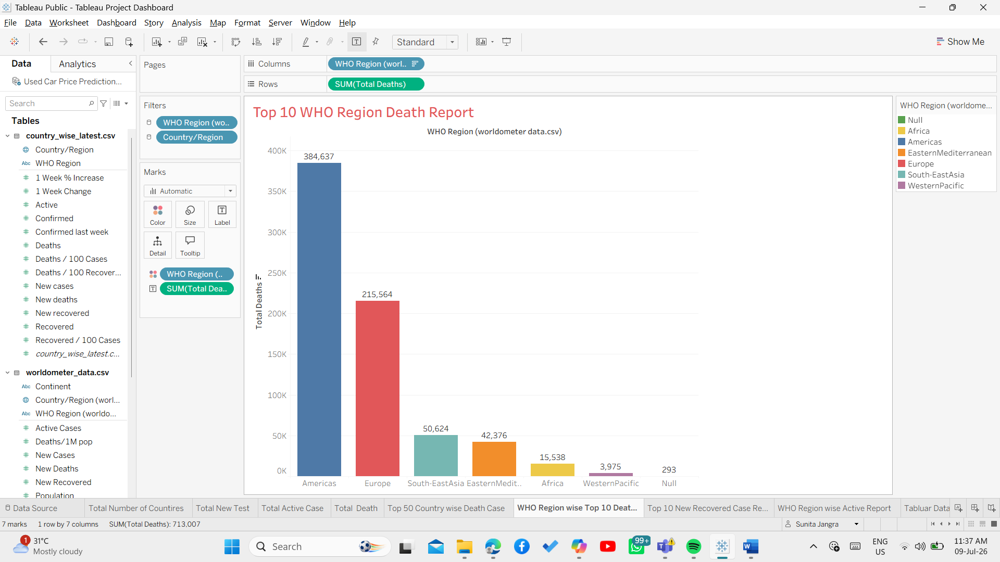 Tableau Public - Tableau Project Dashboard
File Data Worksheet Dashboard Story Analysis Map Format Server Window Help
Standard
Show Me
Data
Analytics
Used Car Price Prediction...
Search
Tables
country_wise_latest.csv
Country/Region
Abc WHO Region
1 Week % Increase
1 Week Change
Active
Confirmed
Confirmed last week
Deaths
Deaths / 100 Cases
Deaths / 100 Recover...
New cases
New deaths
New recovered
Recovered
Recovered / 100 Cases
country_wise_latest.c...
worldometer_data.csv
Abc Continent
Country/Region (worl...
Abc WHO Region (worldo...
Active Cases
Deaths/1M pop
New Cases
New Deaths
New Recovered
Population
Pages
Filters
WHO Region (wo..
Country/Region
Marks
Automatic
Color
Size
Label
Detail
Tooltip
WHO Region (..
SUM(Total Dea..
Columns
WHO Region (worl..
Rows
SUM(Total Deaths)
Top 10 WHO Region Death Report
WHO Region (worldometer data.csv)
Total Deaths
400K
350K
300K
250K
200K
150K
100K
50K
0K
384,637
215,564
50,624
42,376
15,538
3,975
293
Americas
Europe
South-EastAsia
EasternMedit..
Africa
WesternPacific
Null
WHO Region (worldome...
Null
Africa
Americas
EasternMediterranean
Europe
South-EastAsia
WesternPacific
Data Source
Total Number of Countires
Total New Test
Total Active Case
Total Death
Top 50 Country wise Death Case
WHO Region wise Top 10 Deat...
Top 10 New Recovered Case Re...
WHO Region wise Active Report
Tabluar Data
7 marks
1 row by 7 columns
SUM(Total Deaths): 713,007
Sunita Jangra
1
31°C
Mostly cloudy
Search
99+
ENG
US
11:37 AM
09-Jul-26